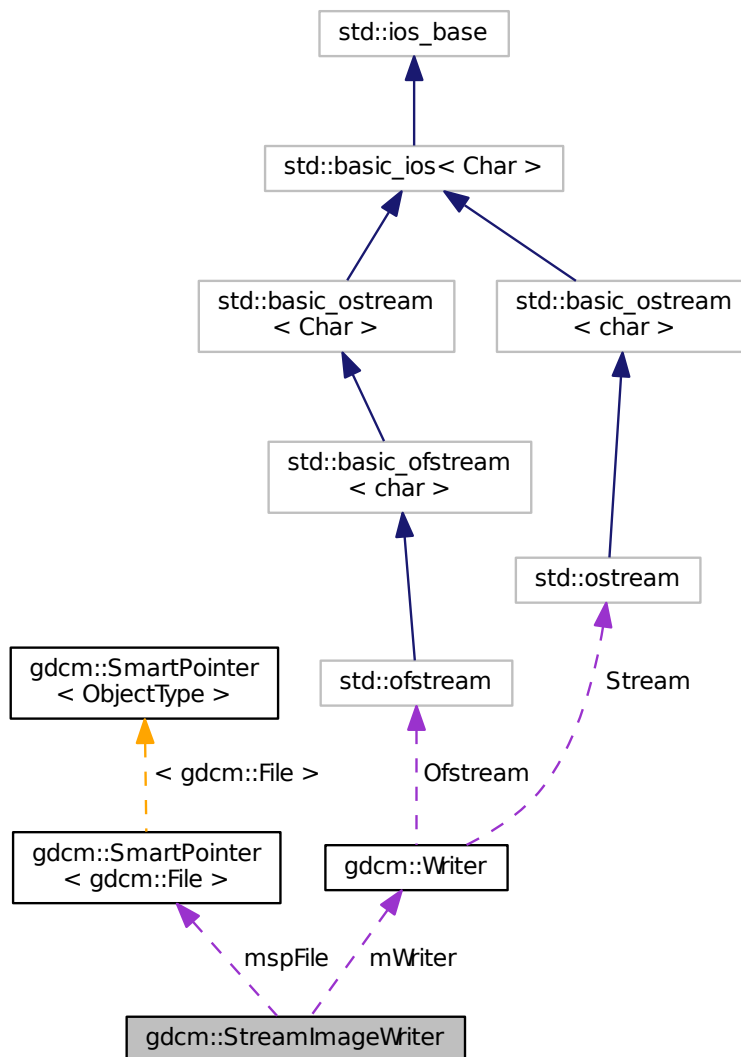 std::ios_base
std::basic_ios< Char >
std::basic_ostream
< Char >
std::basic_ostream
< char >
std::basic_ofstream
< char >
std::ostream
gdcm::SmartPointer
< ObjectType >
std::ofstream
Stream
< gdcm::File >
Ofstream
gdcm::SmartPointer
< gdcm::File >
gdcm::Writer
mspFile
mWriter
gdcm::StreamImageWriter